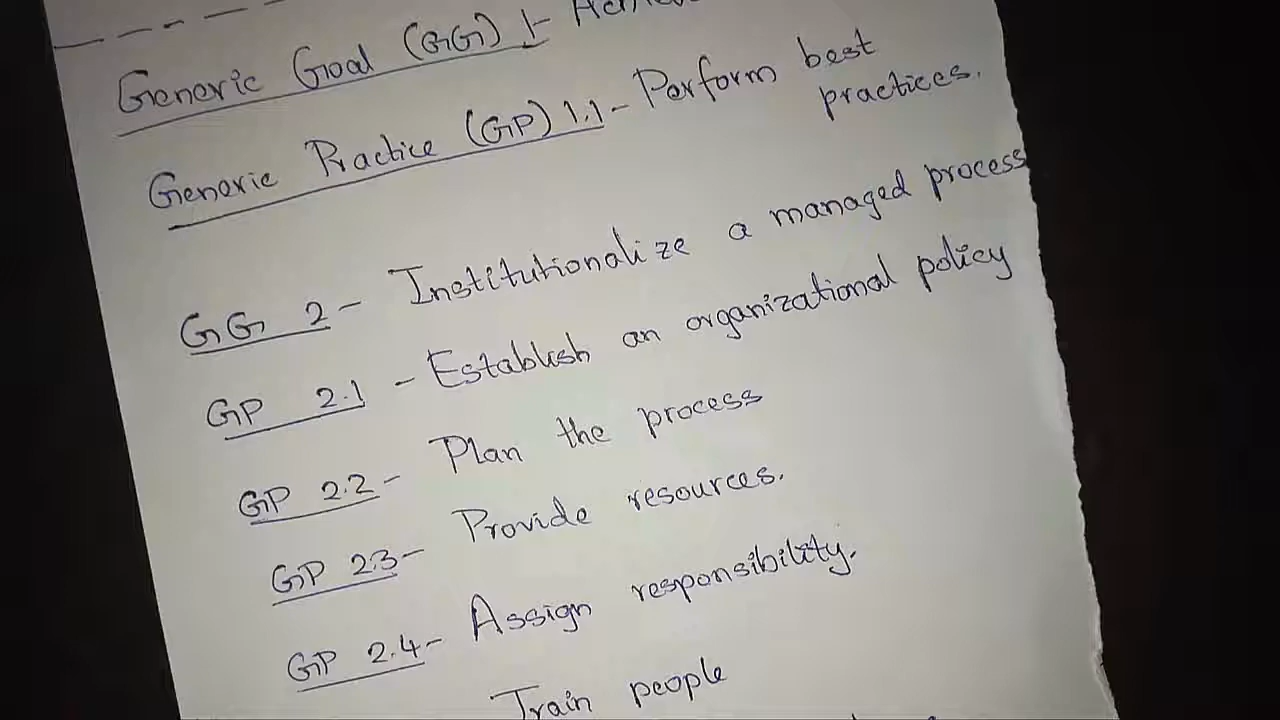 Generic Goal (GG) 1-
Generic Practice (GP) 1.1 - Perform best
practices.
GG 2 - Institutionalize a managed process
GP 2.1 - Establish an organizational policy
GP 2.2 - Plan the process
GP 2.3 - Provide resources.
GP 2.4 - Assign responsibility.
Train people